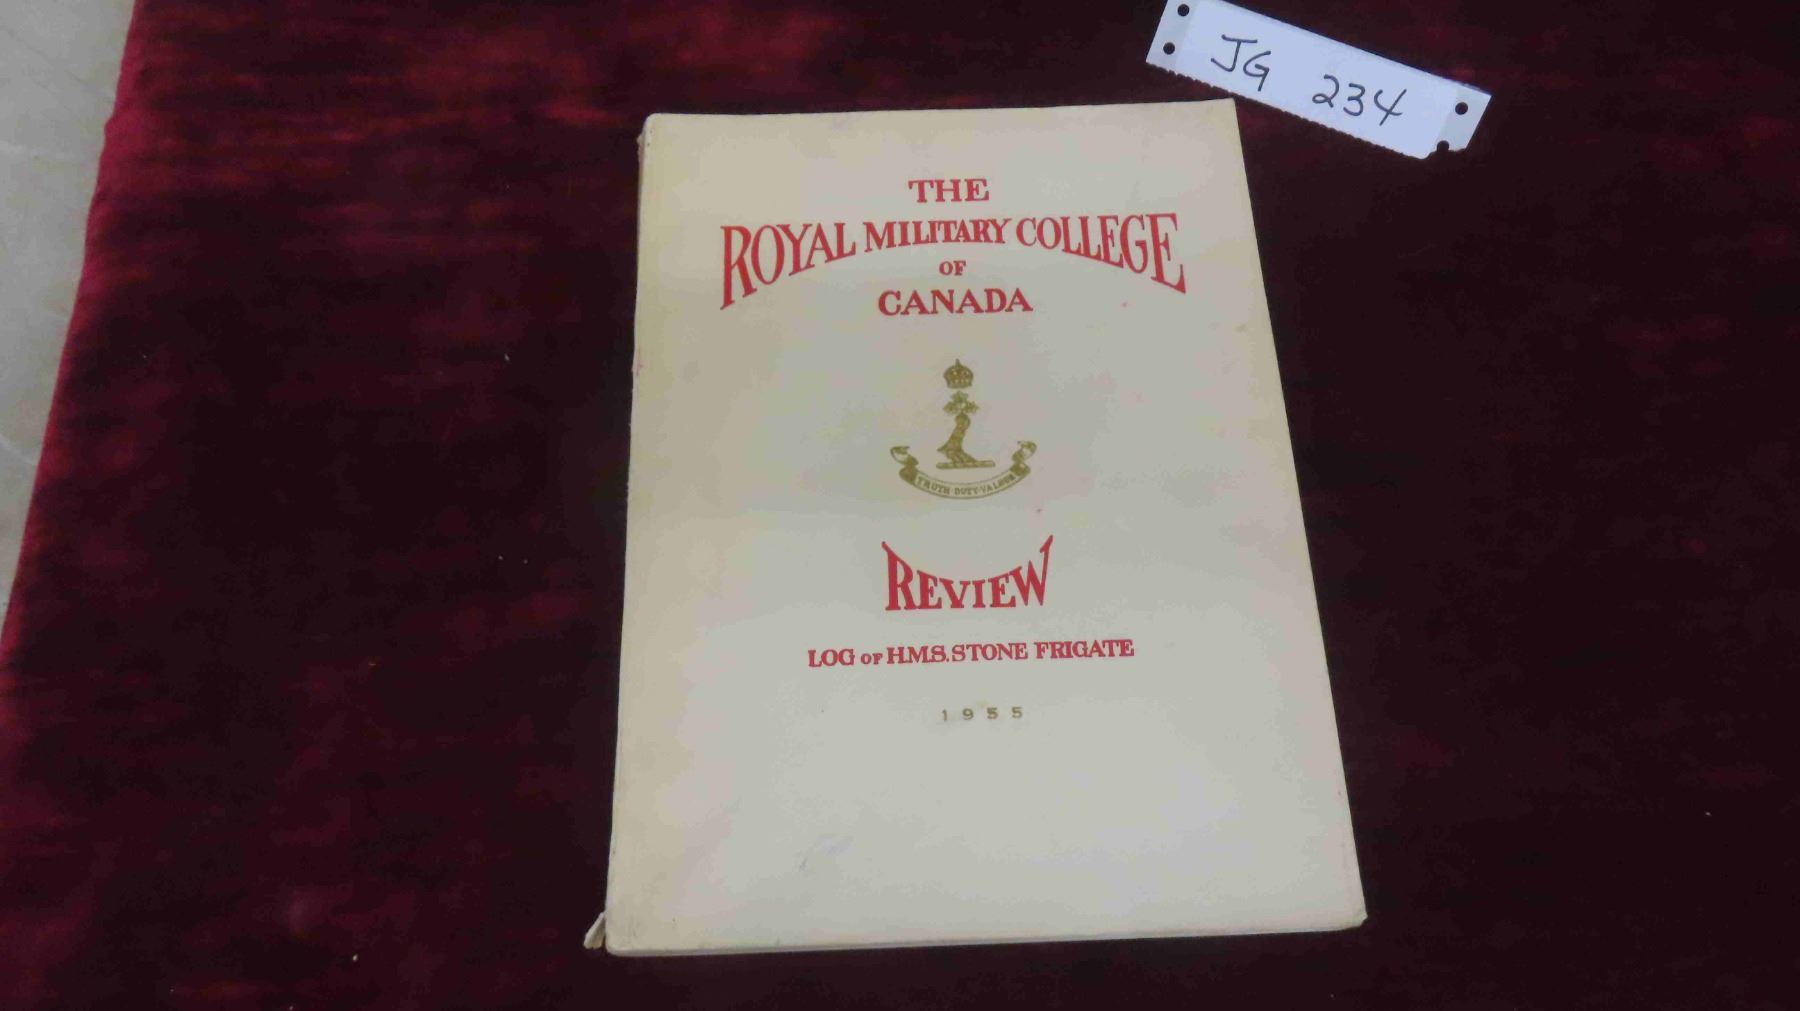 JG 234
THE
ROYAL MILITARY COLLEGE
OF
CANADA
TRUTH·DUTY·VALOUR
REVIEW
LOG OF H.M.S. STONE FRIGATE
1955